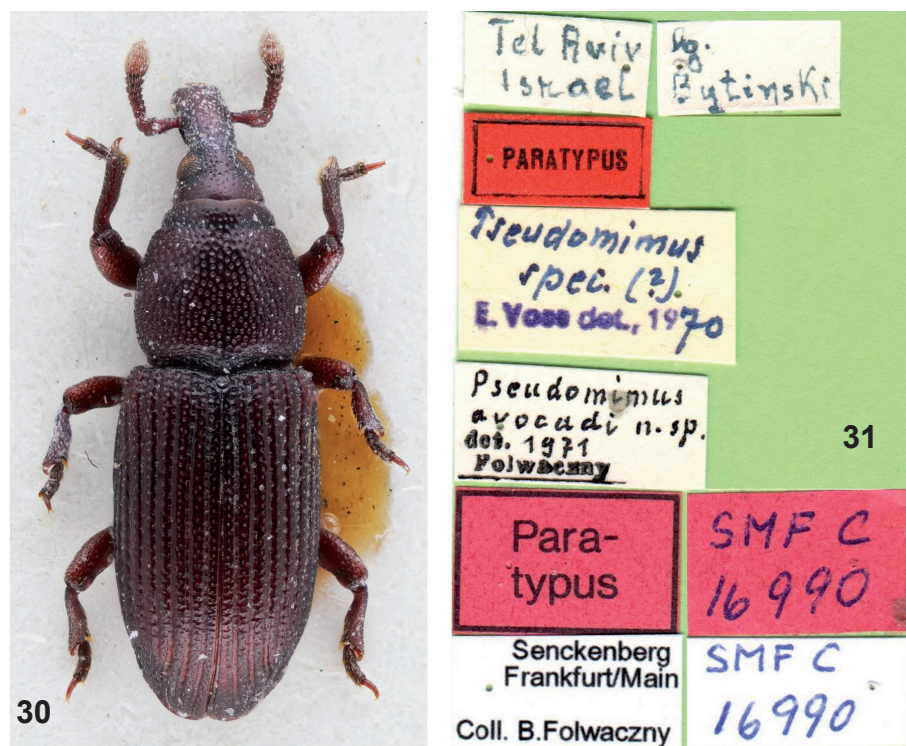 Tel Aviv
Israel
lg.
Bytinski
PARATYPUS
Pseudomimus
spec. (?)
E. Voss det., 1970
Pseudomimus
avocadi n. sp.
det. 1971
Folwaczny
31
Para-
typus
SMF C
16990
Senckenberg
Frankfurt/Main
Coll. B.Folwaczny
SMF C
16990
30